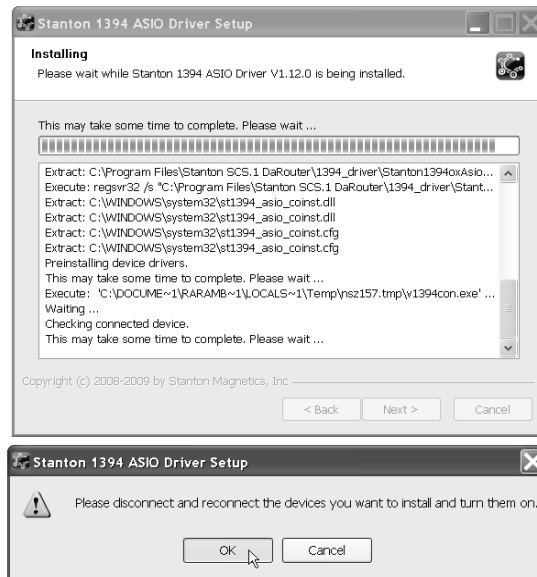 Stanton 1394 ASIO Driver Setup
Installing
Please wait while Stanton 1394 ASIO Driver V1.12.0 is being installed.
This may take some time to complete. Please wait ...
Extract: C:\Program Files\Stanton SCS.1 DaRouter\1394_driver\Stanton1394oxAsio...
Execute: regsvr32 /s "C:\Program Files\Stanton SCS.1 DaRouter\1394_driver\Stant...
Extract: C:\WINDOWS\system32\st1394_asio_coinst.dll
Extract: C:\WINDOWS\system32\st1394_asio_coinst.dll
Extract: C:\WINDOWS\system32\st1394_asio_coinst.cfg
Extract: C:\WINDOWS\system32\st1394_asio_coinst.cfg
Preinstalling device drivers.
This may take some time to complete. Please wait ...
Execute: 'C:\DOCUME~1\RARAMB~1\LOCALS~1\Temp\nsz157.tmp\v1394con.exe' ...
Waiting ...
Checking connected device.
This may take some time to complete. Please wait ...
Copyright (c) 2008-2009 by Stanton Magnetics, Inc
< Back Next > Cancel
Stanton 1394 ASIO Driver Setup
Please disconnect and reconnect the devices you want to install and turn them on.
OK Cancel